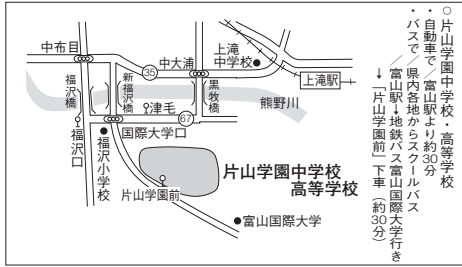 ○片山学園中学校・高等学校
・自動車で／富山駅より約30分
・バスで／県内各地からスクールバス
／富山駅→地鉄バス富山国際大学行き
→「片山学園前」下車（約30分）
上滝
中学校
上滝駅
中布目
35
中大浦
福沢橋
新福沢橋
黒牧橋
熊野川
津毛
67
国際大学口
福沢口
福沢小学校
片山学園前
片山学園中学校
高等学校
富山国際大学